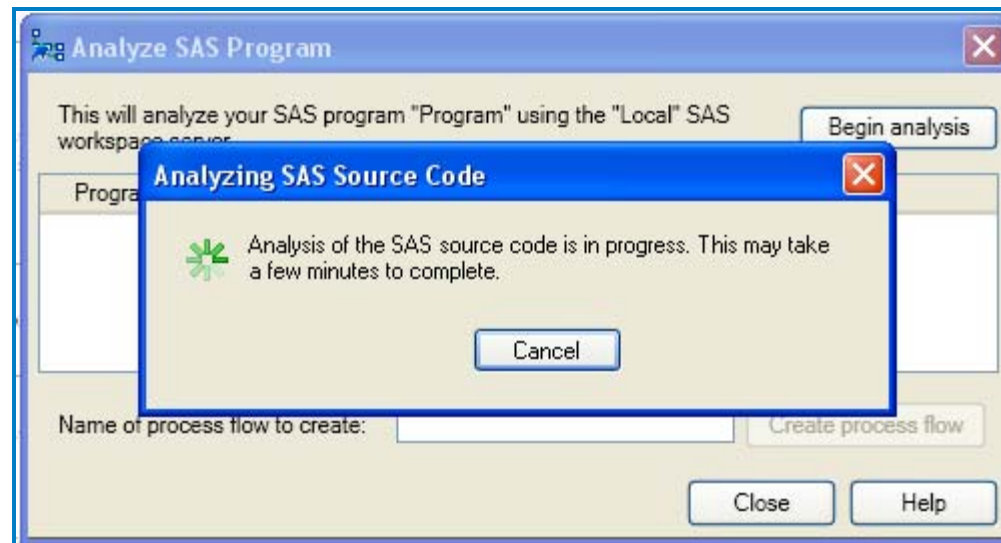 Analyze SAS Program
This will analyze your SAS program "Program" using the "Local" SAS
Begin analysis
Analyzing SAS Source Code
Analysis of the SAS source code is in progress. This may take
a few minutes to complete.
Cancel
Name of process flow to create:
Create process flow
Close
Help